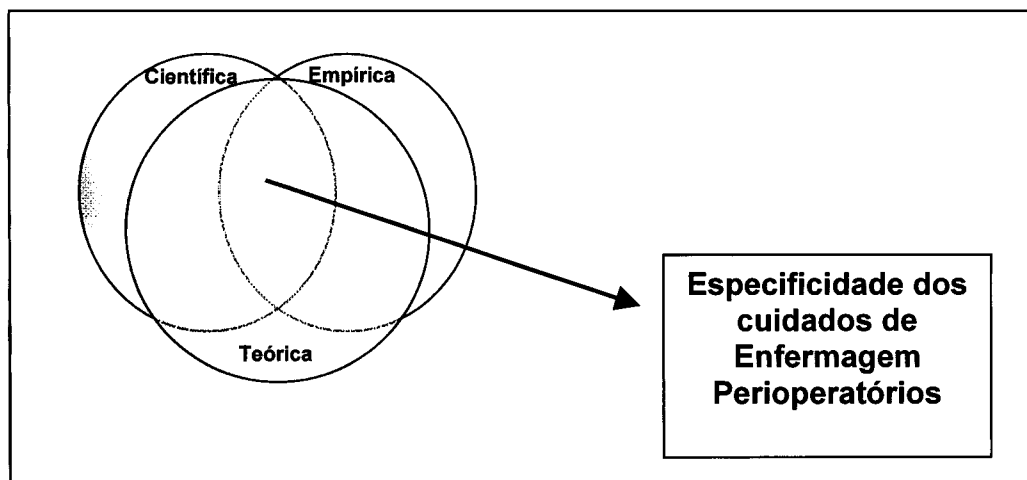 Científica
Empírica
Teórica
Especificidade dos
cuidados de
Enfermagem
Perioperatórios